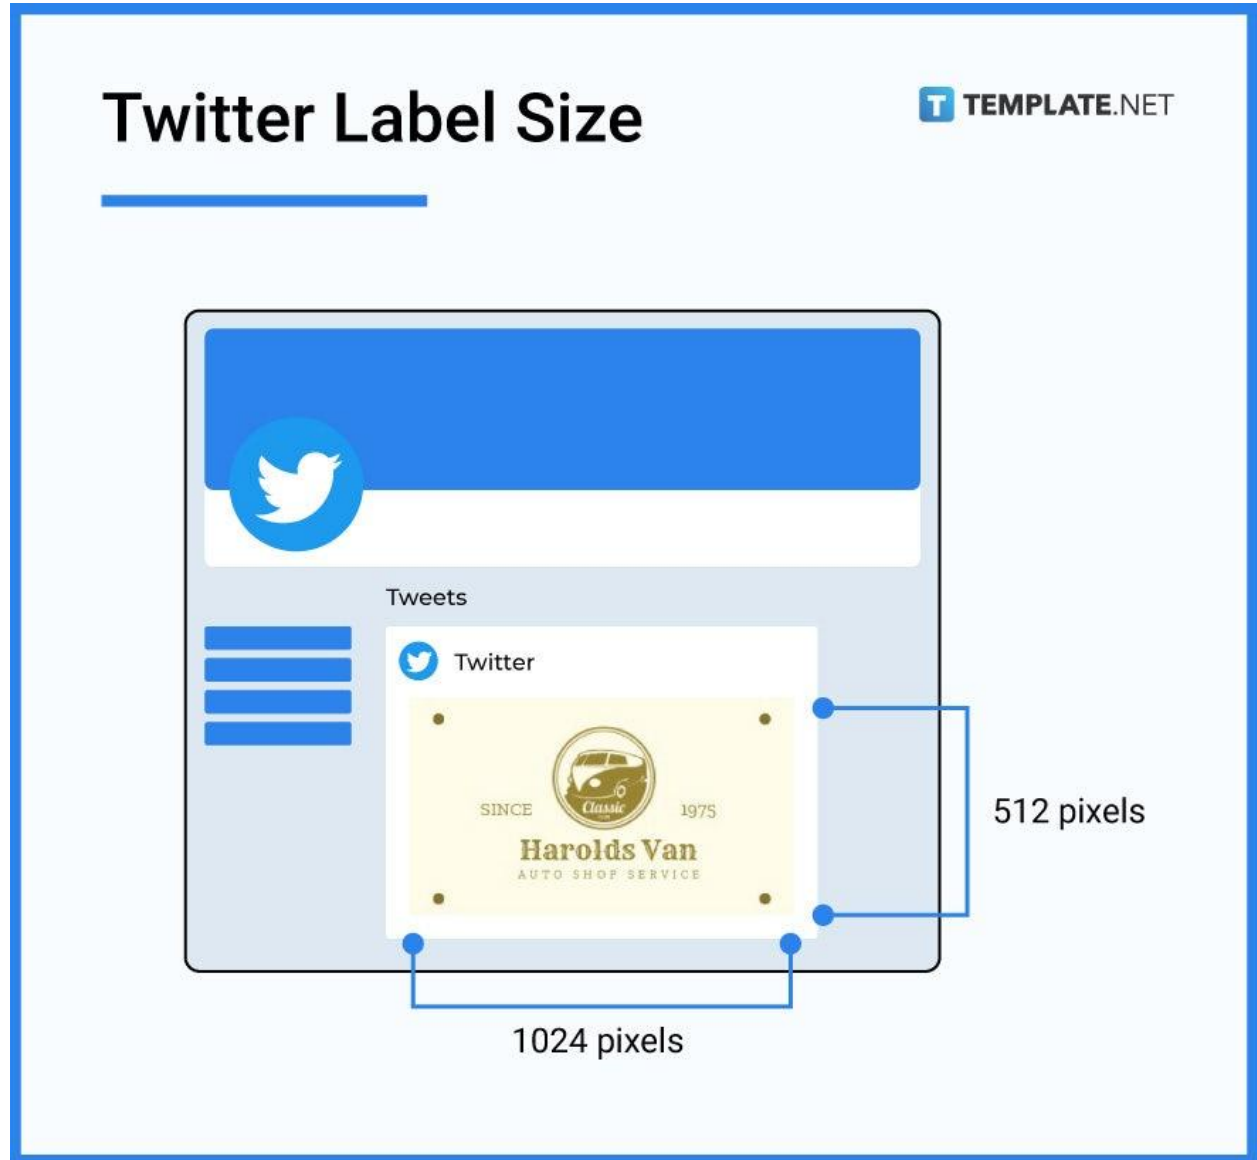 Twitter Label Size
T TEMPLATE.NET
Tweets
Twitter
SINCE
Classic
1975
Harolds Van
AUTO SHOP SERVICE
512 pixels
1024 pixels